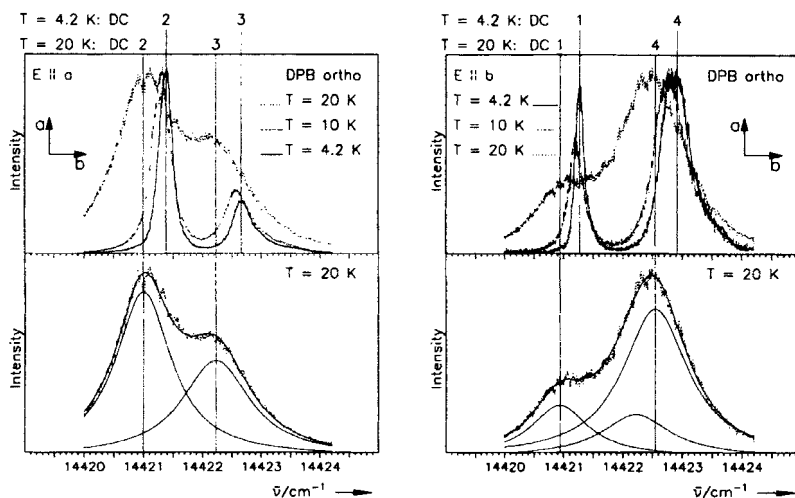 T = 4.2 K: DC 2 3
T = 20 K: DC 2 3
E || a
DPB ortho
T = 20 K
T = 10 K
T = 4.2 K
a
b
Intensity
T = 20 K
Intensity
14420 14421 14422 14423 14424
ν̃/cm⁻¹
T = 4.2 K: DC 1 4
T = 20 K: DC 1 4
E || b
DPB ortho
T = 4.2 K
T = 10 K
T = 20 K
a
b
Intensity
T = 20 K
Intensity
14420 14421 14422 14423 14424
ν̃/cm⁻¹